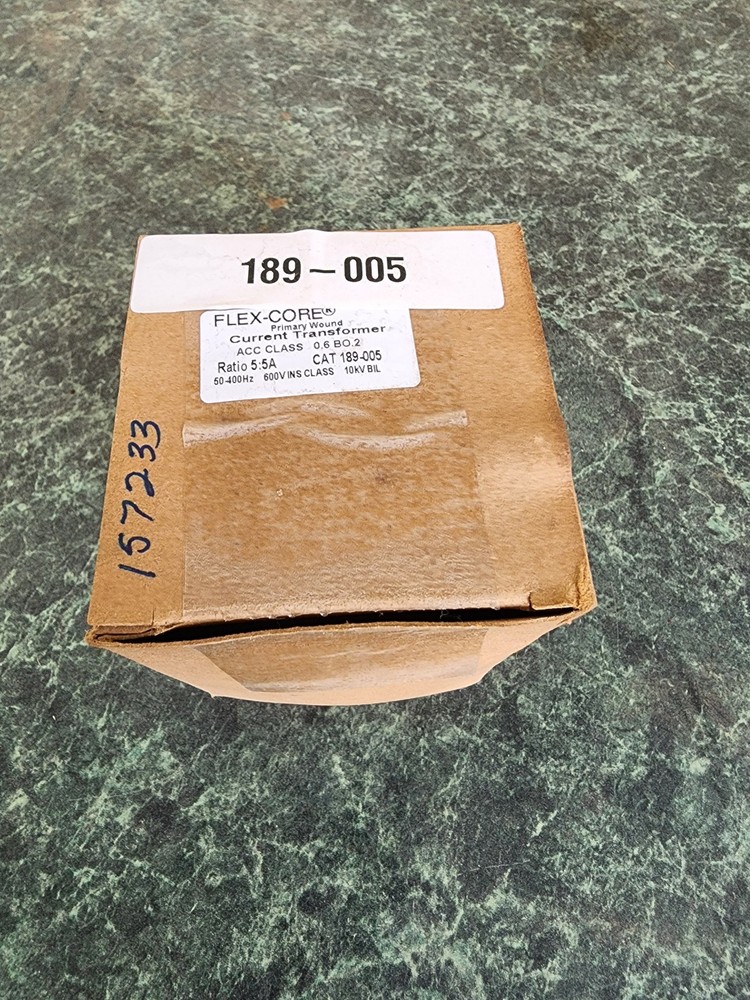 189-005
FLEX-CORE®
Primary Wound
Current Transformer
ACC CLASS 0.6 BO.2
Ratio 5:5A CAT 189-005
50-400Hz 600V INS CLASS 10kV BIL
157233